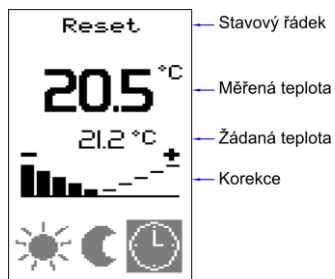 Reset
Stavový řádek
20.5 °C
Měřená teplota
21.2 °C
Žádaná teplota
- +
Korekce